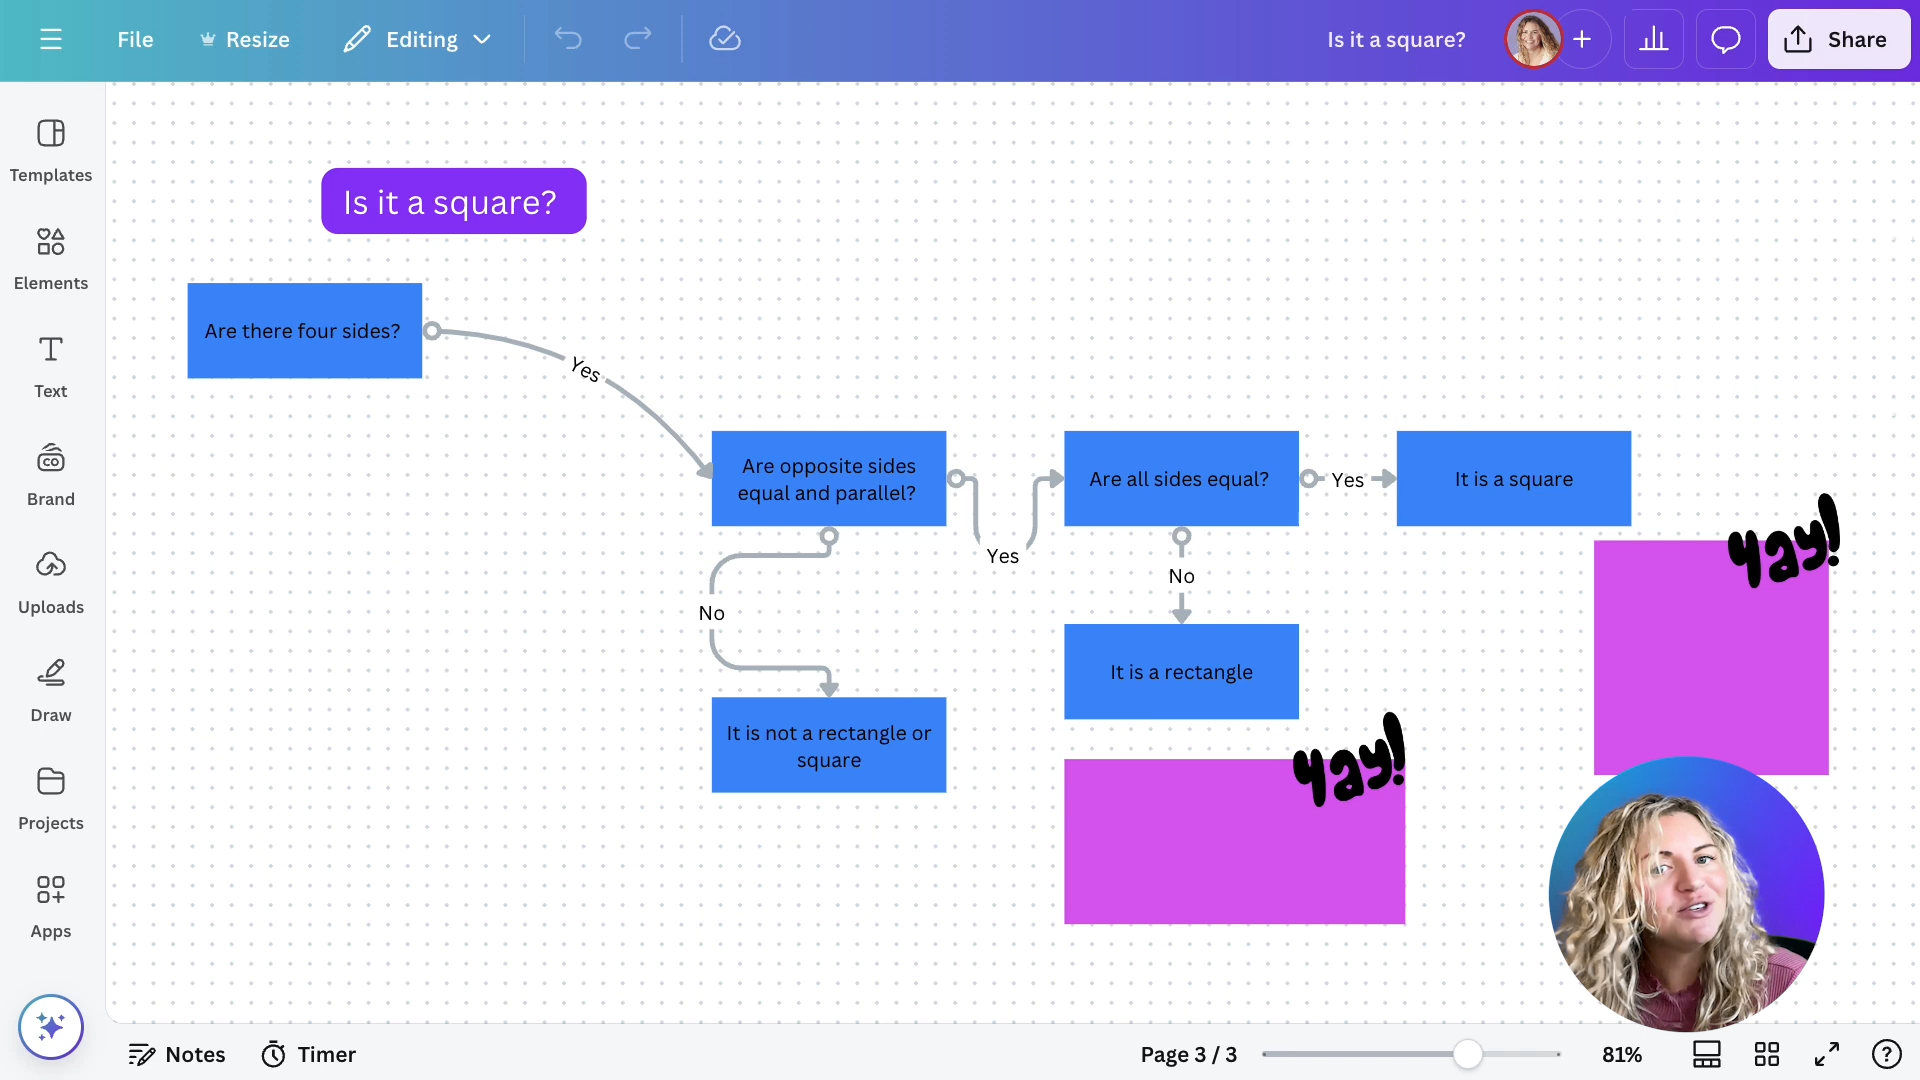 File
Resize
Editing
Is it a square?
Share
Templates
Elements
Text
CO
Brand
Uploads
Draw
Projects
Apps
Is it a square?
Are there four sides?
Yes
Are opposite sides
equal and parallel?
Yes
Are all sides equal?
Yes
It is a square
No
No
It is a rectangle
It is not a rectangle or
square
yay!
yay!
Notes
Timer
Page 3 / 3
81%
?